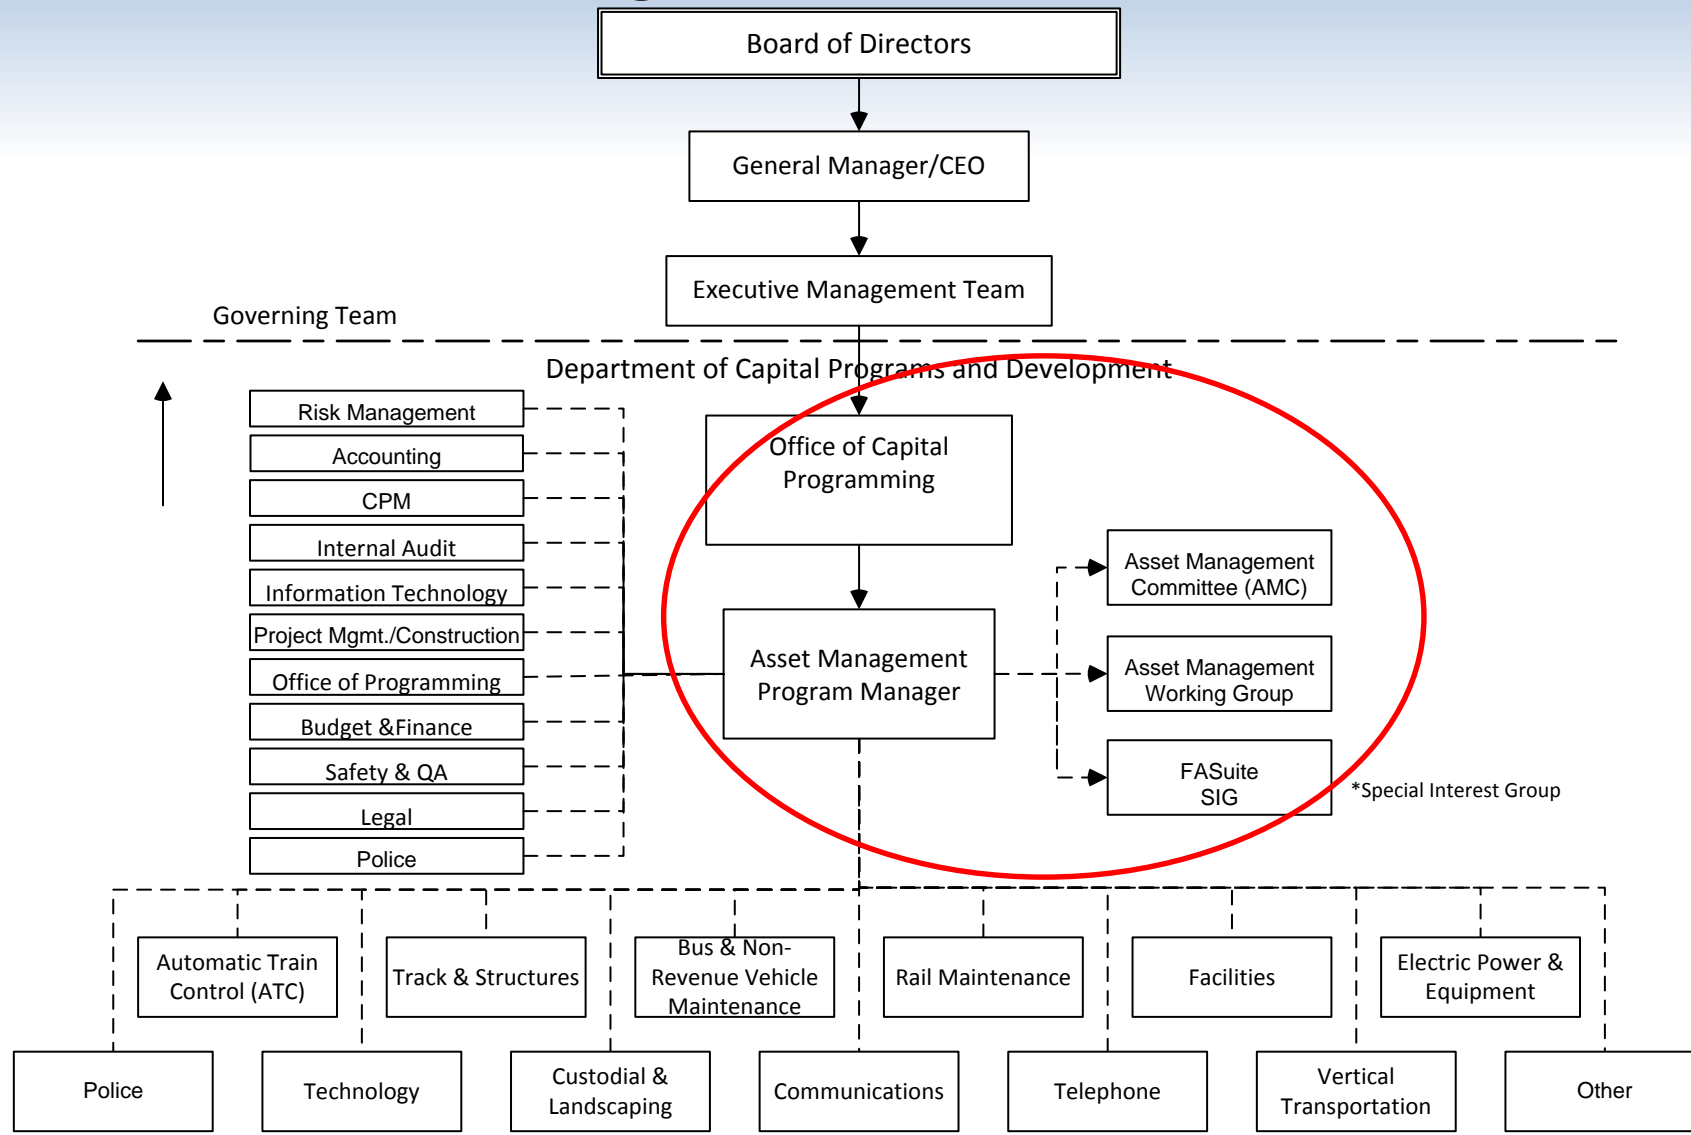 Board of Directors
General Manager/CEO
Executive Management Team
Governing Team
Department of Capital Programs and Development
Risk Management
Accounting
CPM
Internal Audit
Information Technology
Project Mgmt./Construction
Office of Programming
Budget &Finance
Safety & QA
Legal
Police
Office of Capital
Programming
Asset Management
Program Manager
Asset Management
Committee (AMC)
Asset Management
Working Group
FASuite
SIG
*Special Interest Group
Automatic Train
Control (ATC)
Track & Structures
Bus & Non-
Revenue Vehicle
Maintenance
Rail Maintenance
Facilities
Electric Power &
Equipment
Police
Technology
Custodial &
Landscaping
Communications
Telephone
Vertical
Transportation
Other